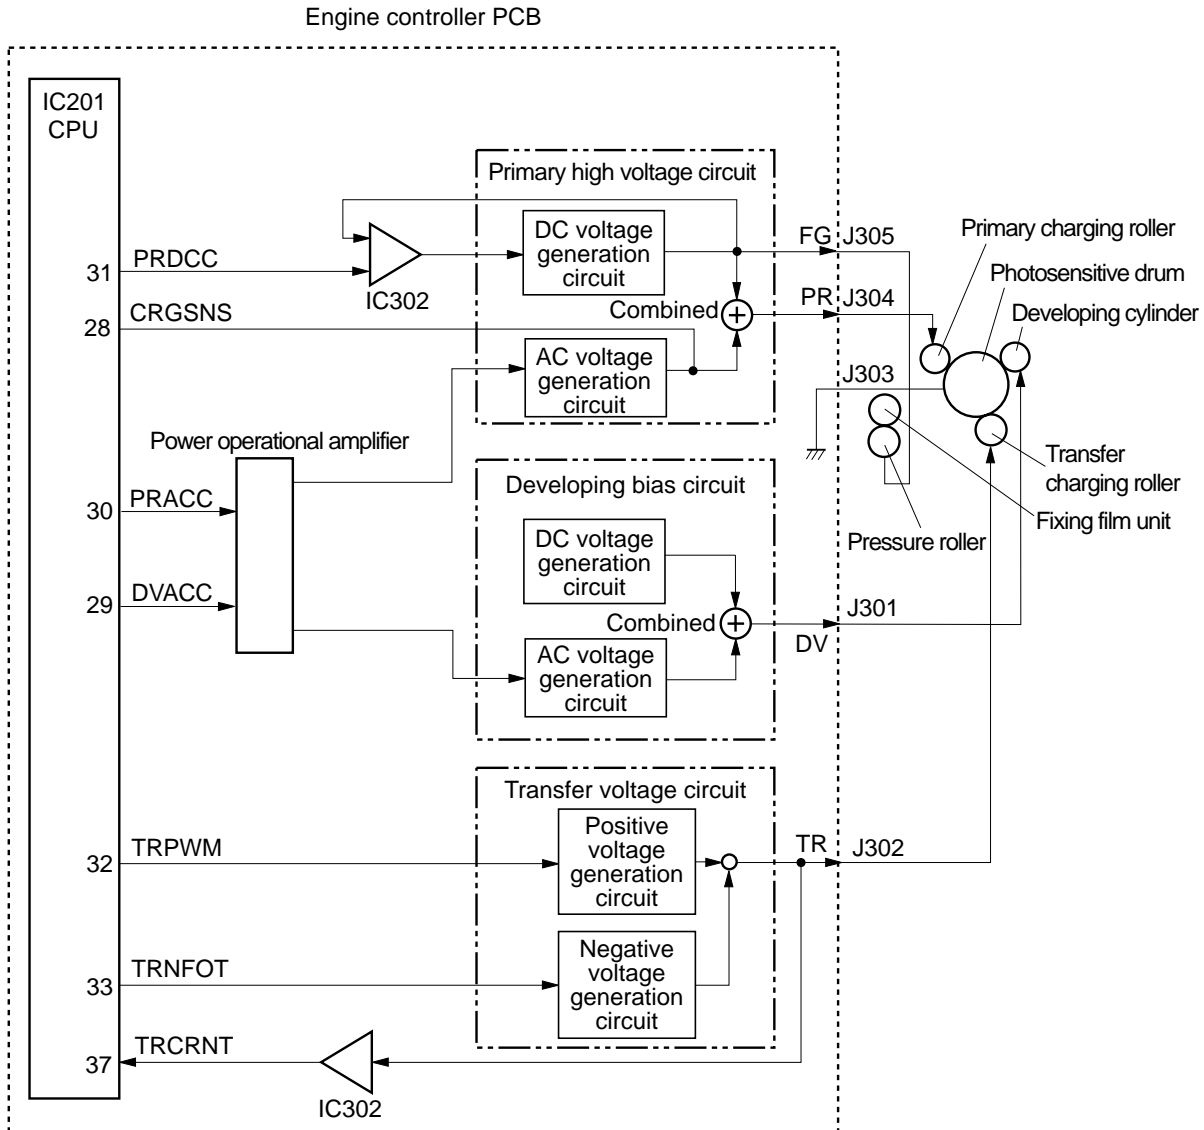 Engine controller PCB
IC201
CPU
Primary high voltage circuit
DC voltage
generation
circuit
FG
J305
Primary charging roller
PRDCC
31
IC302
Photosensitive drum
Combined
PR
J304
Developing cylinder
CRGSNS
28
AC voltage
generation
circuit
J303
Power operational amplifier
Transfer
charging roller
Developing bias circuit
PRACC
30
Fixing film unit
Pressure roller
DC voltage
generation
circuit
DVACC
29
J301
Combined
DV
AC voltage
generation
circuit
Transfer voltage circuit
Positive
voltage
generation
circuit
TRPWM
32
TR
J302
Negative
voltage
generation
circuit
TRNFOT
33
TRCRNT
37
IC302